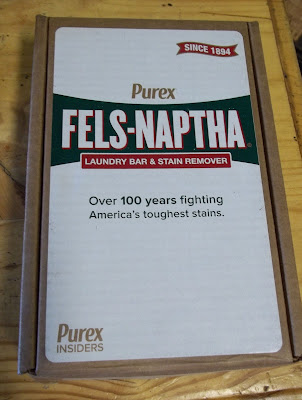 SINCE 1894
Purex
FELS-NAPTHA®
LAUNDRY BAR & STAIN REMOVER
Over 100 years fighting
America's toughest stains.
Purex
INSIDERS